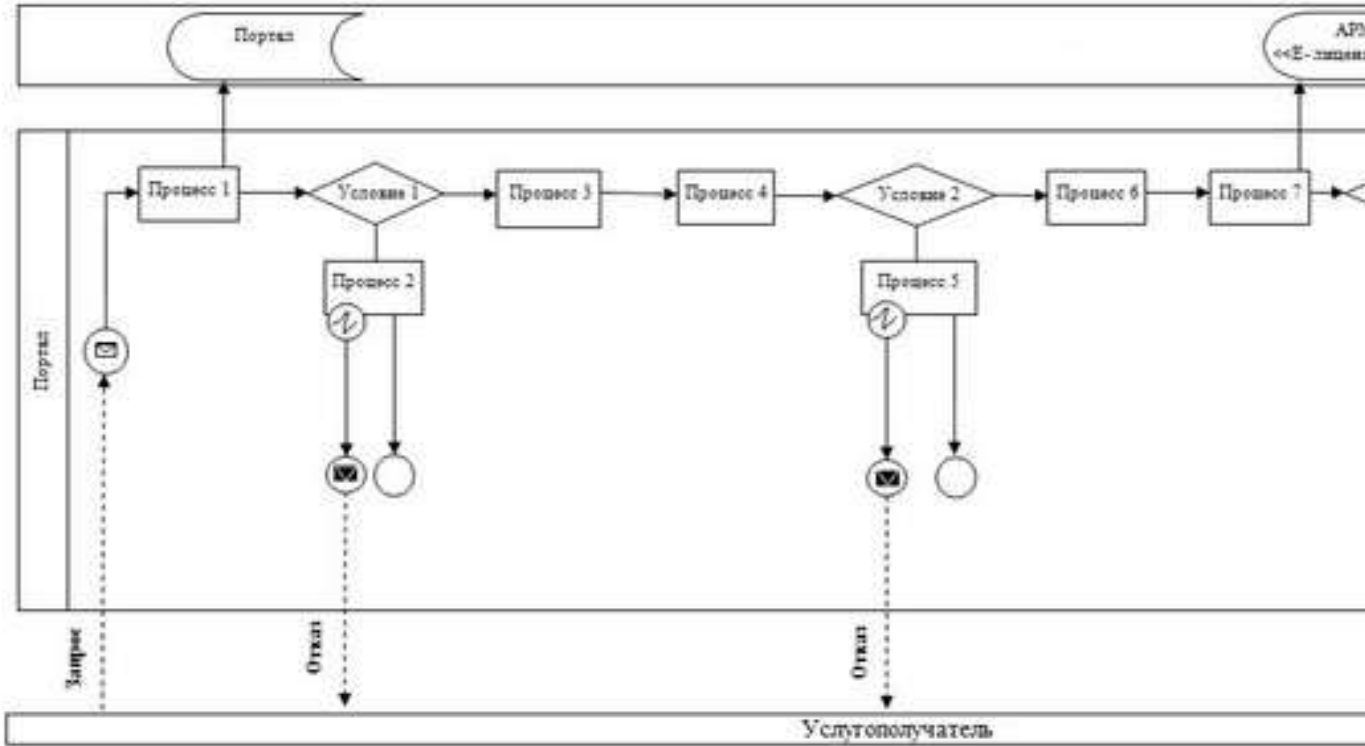 Портал
АРМ
<<Е-лицен
Процесс 1
Условие 1
Процесс 3
Процесс 4
Условие 2
Процесс 6
Процесс 7
Процесс 2
Процесс 5
Портал
Запрос
Отказ
Отказ
Услугополучатель